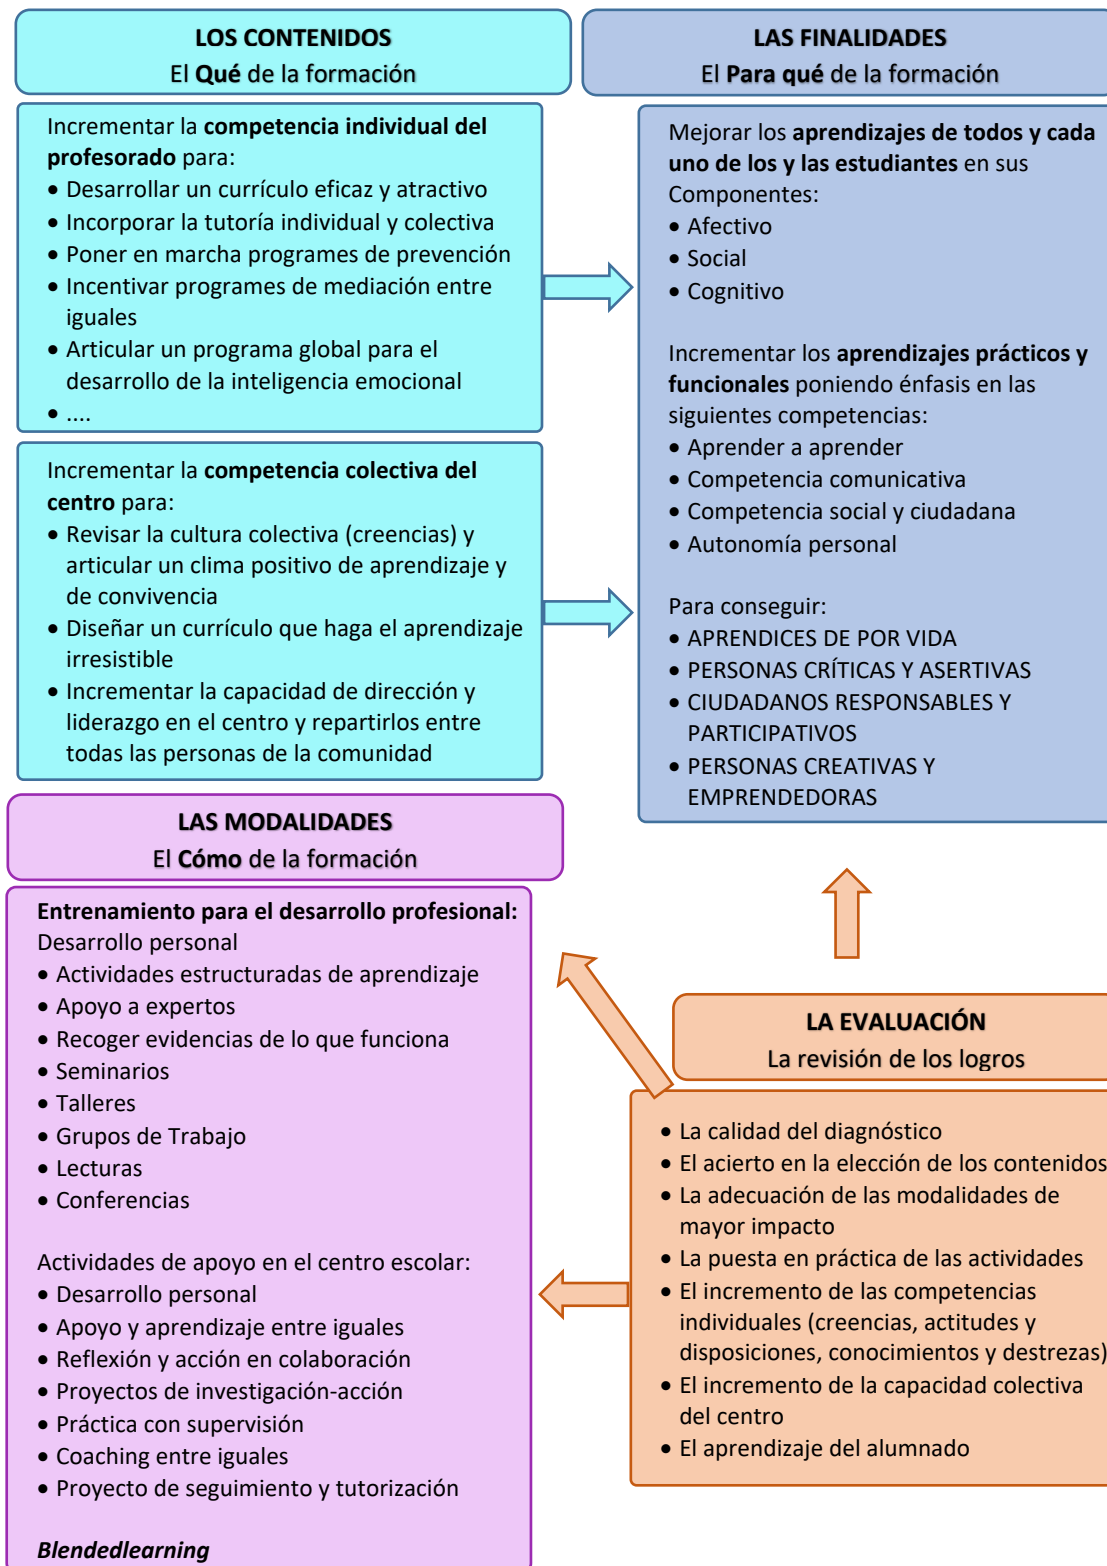 LOS CONTENIDOS
El Qué de la formación
Incrementar la competencia individual del
profesorado para:
• Desarrollar un currículo eficaz y atractivo
• Incorporar la tutoría individual y colectiva
• Poner en marcha programes de prevención
• Incentivar programes de mediación entre
iguales
• Articular un programa global para el
desarrollo de la inteligencia emocional
• ....
Incrementar la competencia colectiva del
centro para:
• Revisar la cultura colectiva (creencias) y
articular un clima positivo de aprendizaje y
de convivencia
• Diseñar un currículo que haga el aprendizaje
irresistible
• Incrementar la capacidad de dirección y
liderazgo en el centro y repartirlos entre
todas las personas de la comunidad
LAS FINALIDADES
El Para qué de la formación
Mejorar los aprendizajes de todos y cada
uno de los y las estudiantes en sus
Componentes:
• Afectivo
• Social
• Cognitivo
Incrementar los aprendizajes prácticos y
funcionales poniendo énfasis en las
siguientes competencias:
• Aprender a aprender
• Competencia comunicativa
• Competencia social y ciudadana
• Autonomía personal
Para conseguir:
• APRENDICES DE POR VIDA
• PERSONAS CRÍTICAS Y ASERTIVAS
• CIUDADANOS RESPONSABLES Y
PARTICIPATIVOS
• PERSONAS CREATIVAS Y
EMPRENDEDORAS
LAS MODALIDADES
El Cómo de la formación
Entrenamiento para el desarrollo profesional:
Desarrollo personal
• Actividades estructuradas de aprendizaje
• Apoyo a expertos
• Recoger evidencias de lo que funciona
• Seminarios
• Talleres
• Grupos de Trabajo
• Lecturas
• Conferencias
Actividades de apoyo en el centro escolar:
• Desarrollo personal
• Apoyo y aprendizaje entre iguales
• Reflexión y acción en colaboración
• Proyectos de investigación-acción
• Práctica con supervisión
• Coaching entre iguales
• Proyecto de seguimiento y tutorización
Blendedlearning
LA EVALUACIÓN
La revisión de los logros
• La calidad del diagnóstico
• El acierto en la elección de los contenidos
• La adecuación de las modalidades de
mayor impacto
• La puesta en práctica de las actividades
• El incremento de las competencias
individuales (creencias, actitudes y
disposiciones, conocimientos y destrezas)
• El incremento de la capacidad colectiva
del centro
• El aprendizaje del alumnado